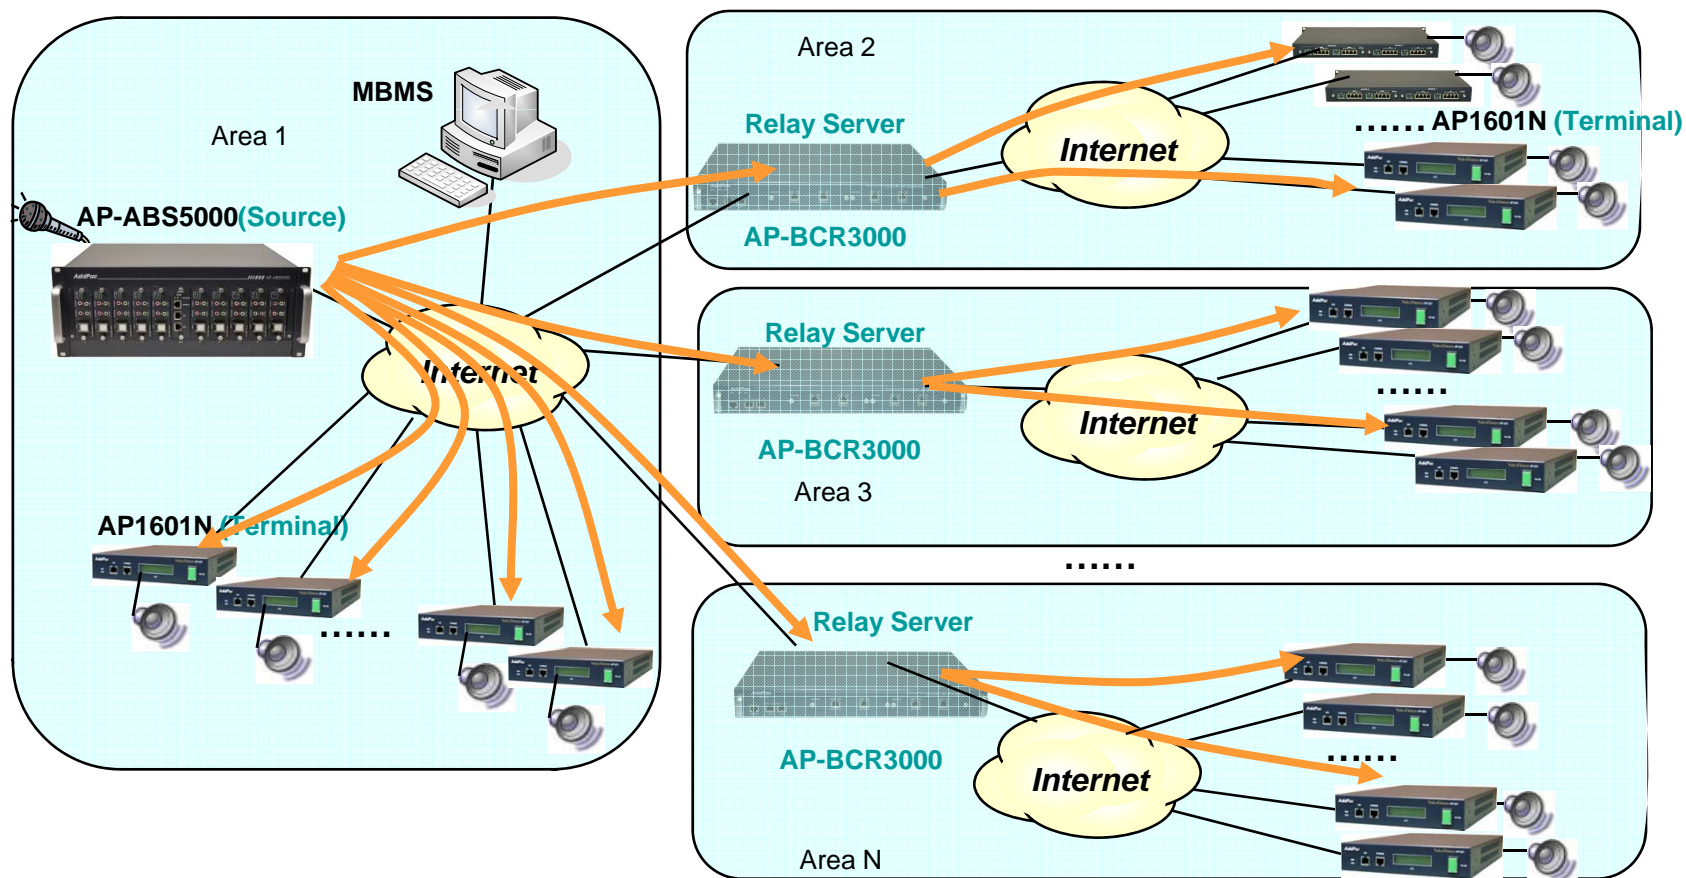 Area 1
MBMS
AP-ABS5000(Source)
AddPac
Internet
AP1601N (Terminal)
......
Area 2
Relay Server
AP-BCR3000
Internet
...... AP1601N (Terminal)
Relay Server
AP-BCR3000
Area 3
Internet
......
......
Relay Server
AP-BCR3000
Area N
Internet
......